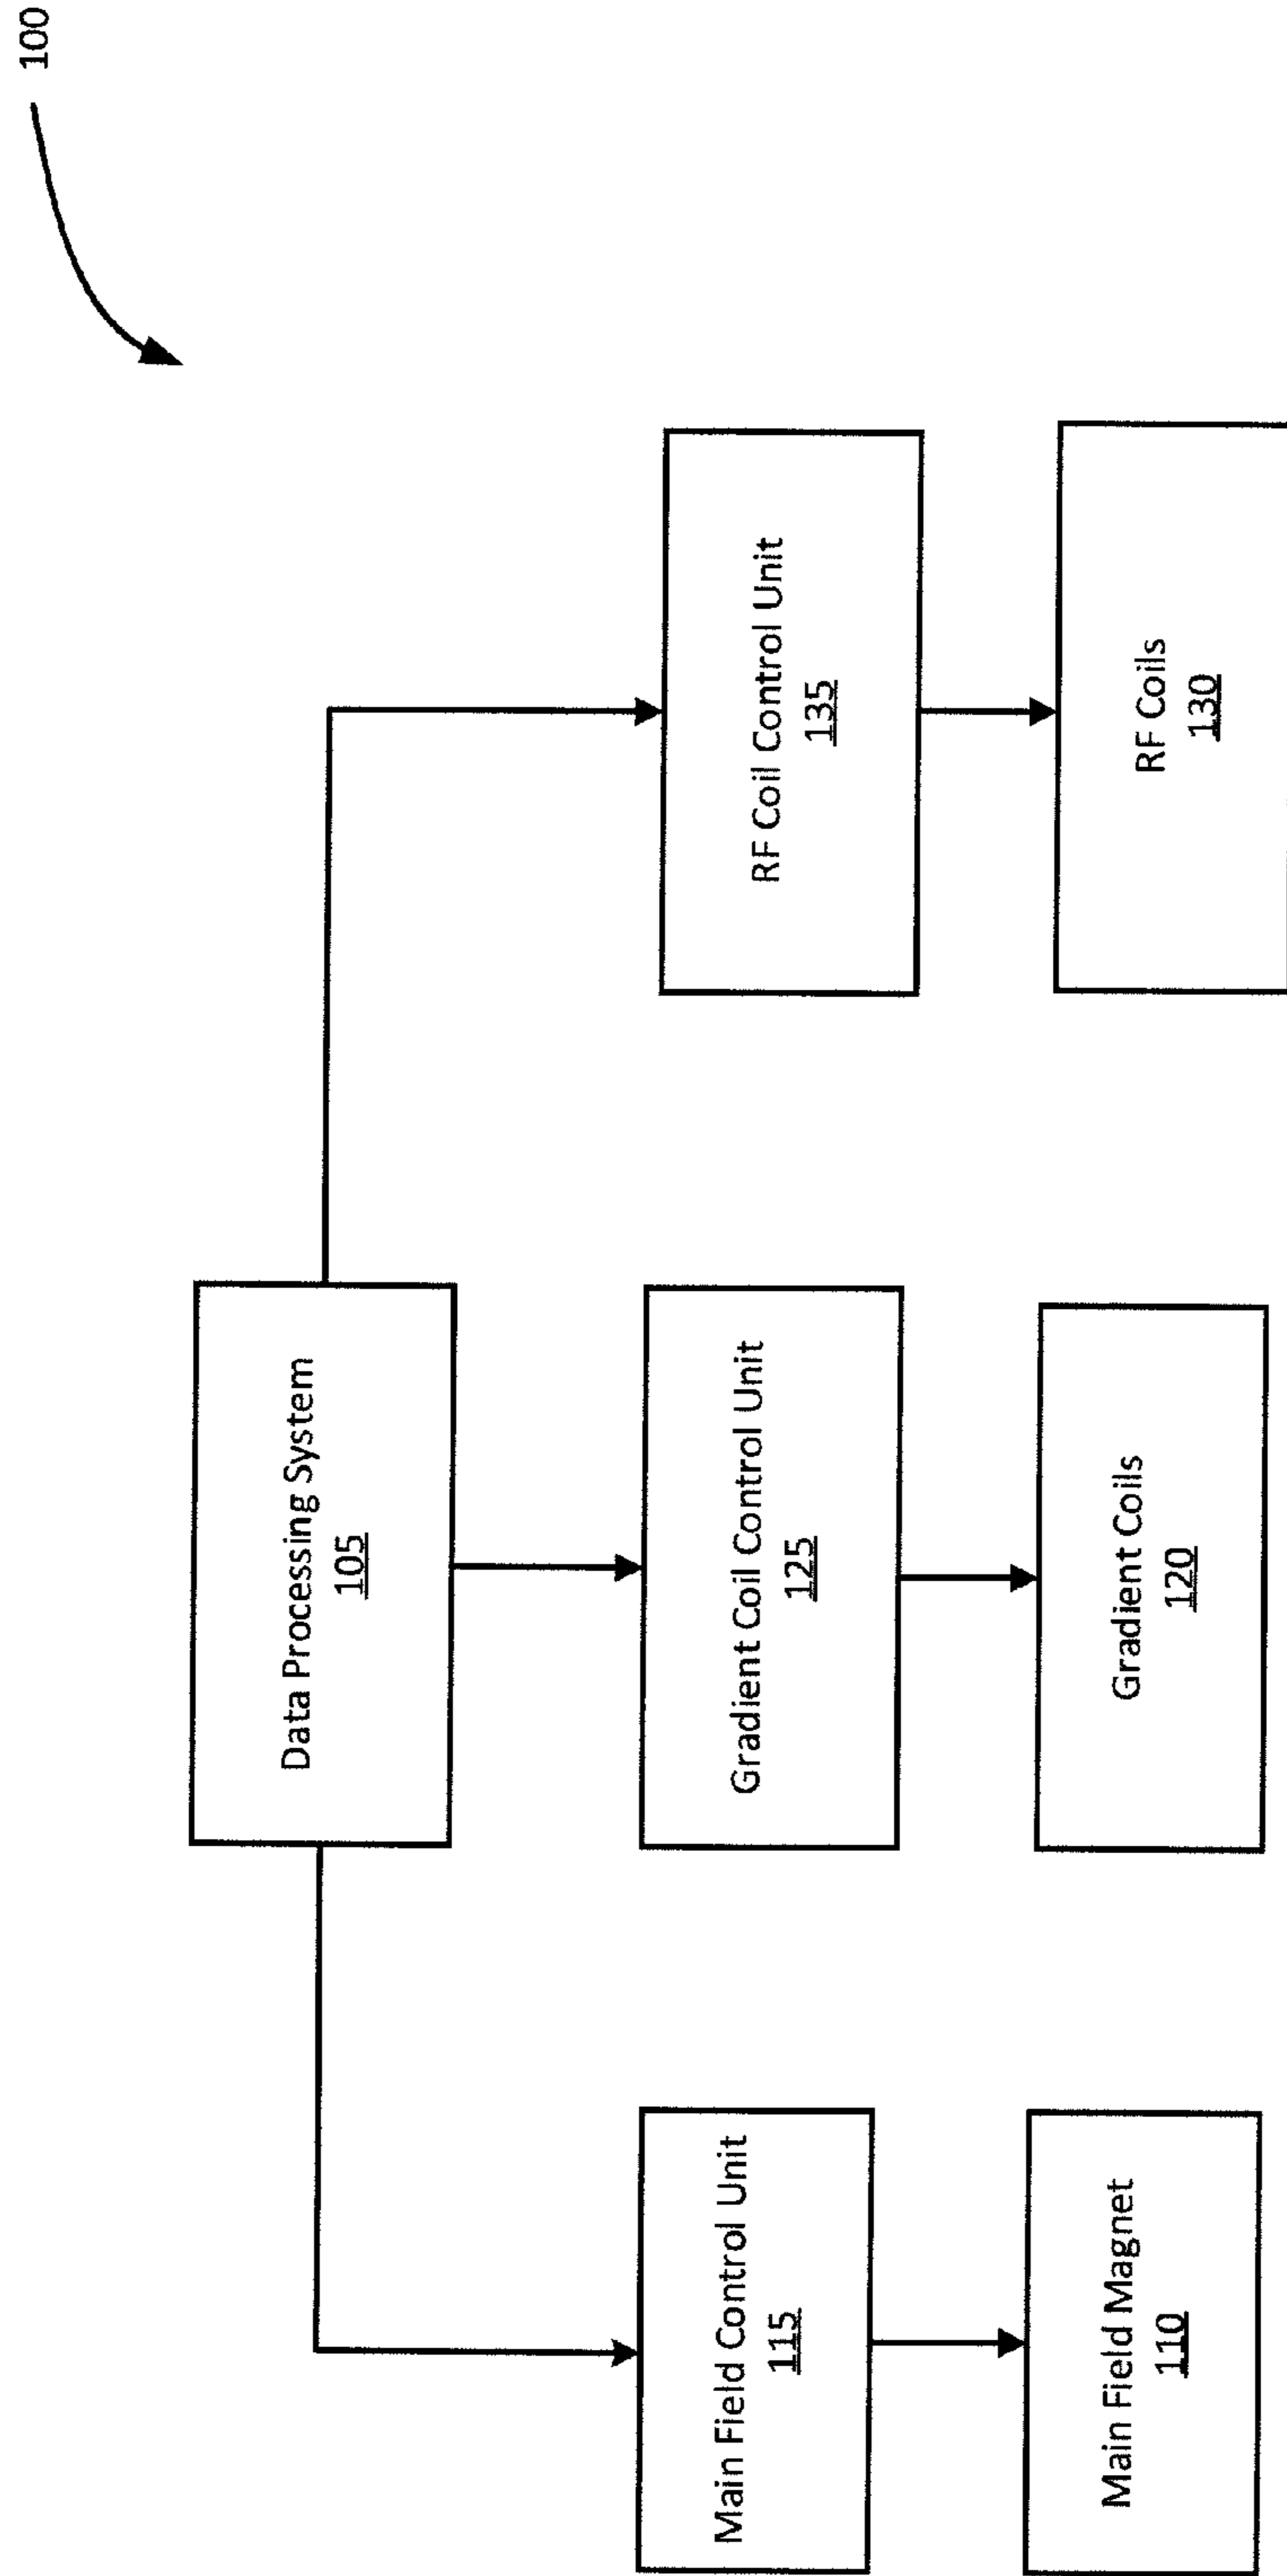 100
Data Processing System
105
Main Field Control Unit
115
Gradient Coil Control Unit
125
RF Coil Control Unit
135
Main Field Magnet
110
Gradient Coils
120
RF Coils
130